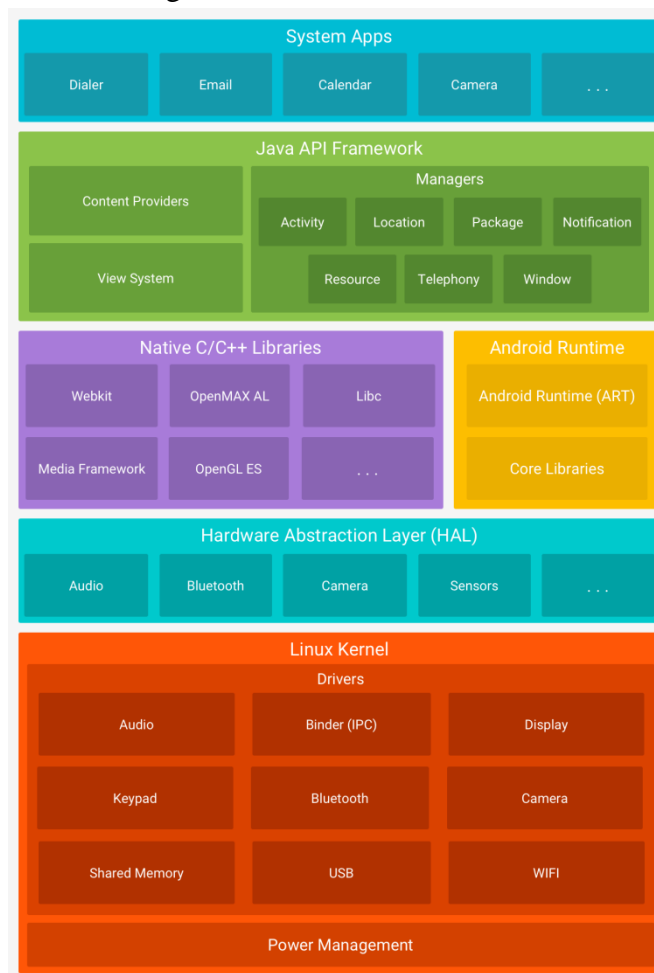 System Apps
Dialer
Email
Calendar
Camera
. . .
Java API Framework
Content Providers
View System
Managers
Activity
Location
Package
Notification
Resource
Telephony
Window
Native C/C++ Libraries
Webkit
OpenMAX AL
Libc
Media Framework
OpenGL ES
. . .
Android Runtime
Android Runtime (ART)
Core Libraries
Hardware Abstraction Layer (HAL)
Audio
Bluetooth
Camera
Sensors
. . .
Linux Kernel
Drivers
Audio
Binder (IPC)
Display
Keypad
Bluetooth
Camera
Shared Memory
USB
WIFI
Power Management